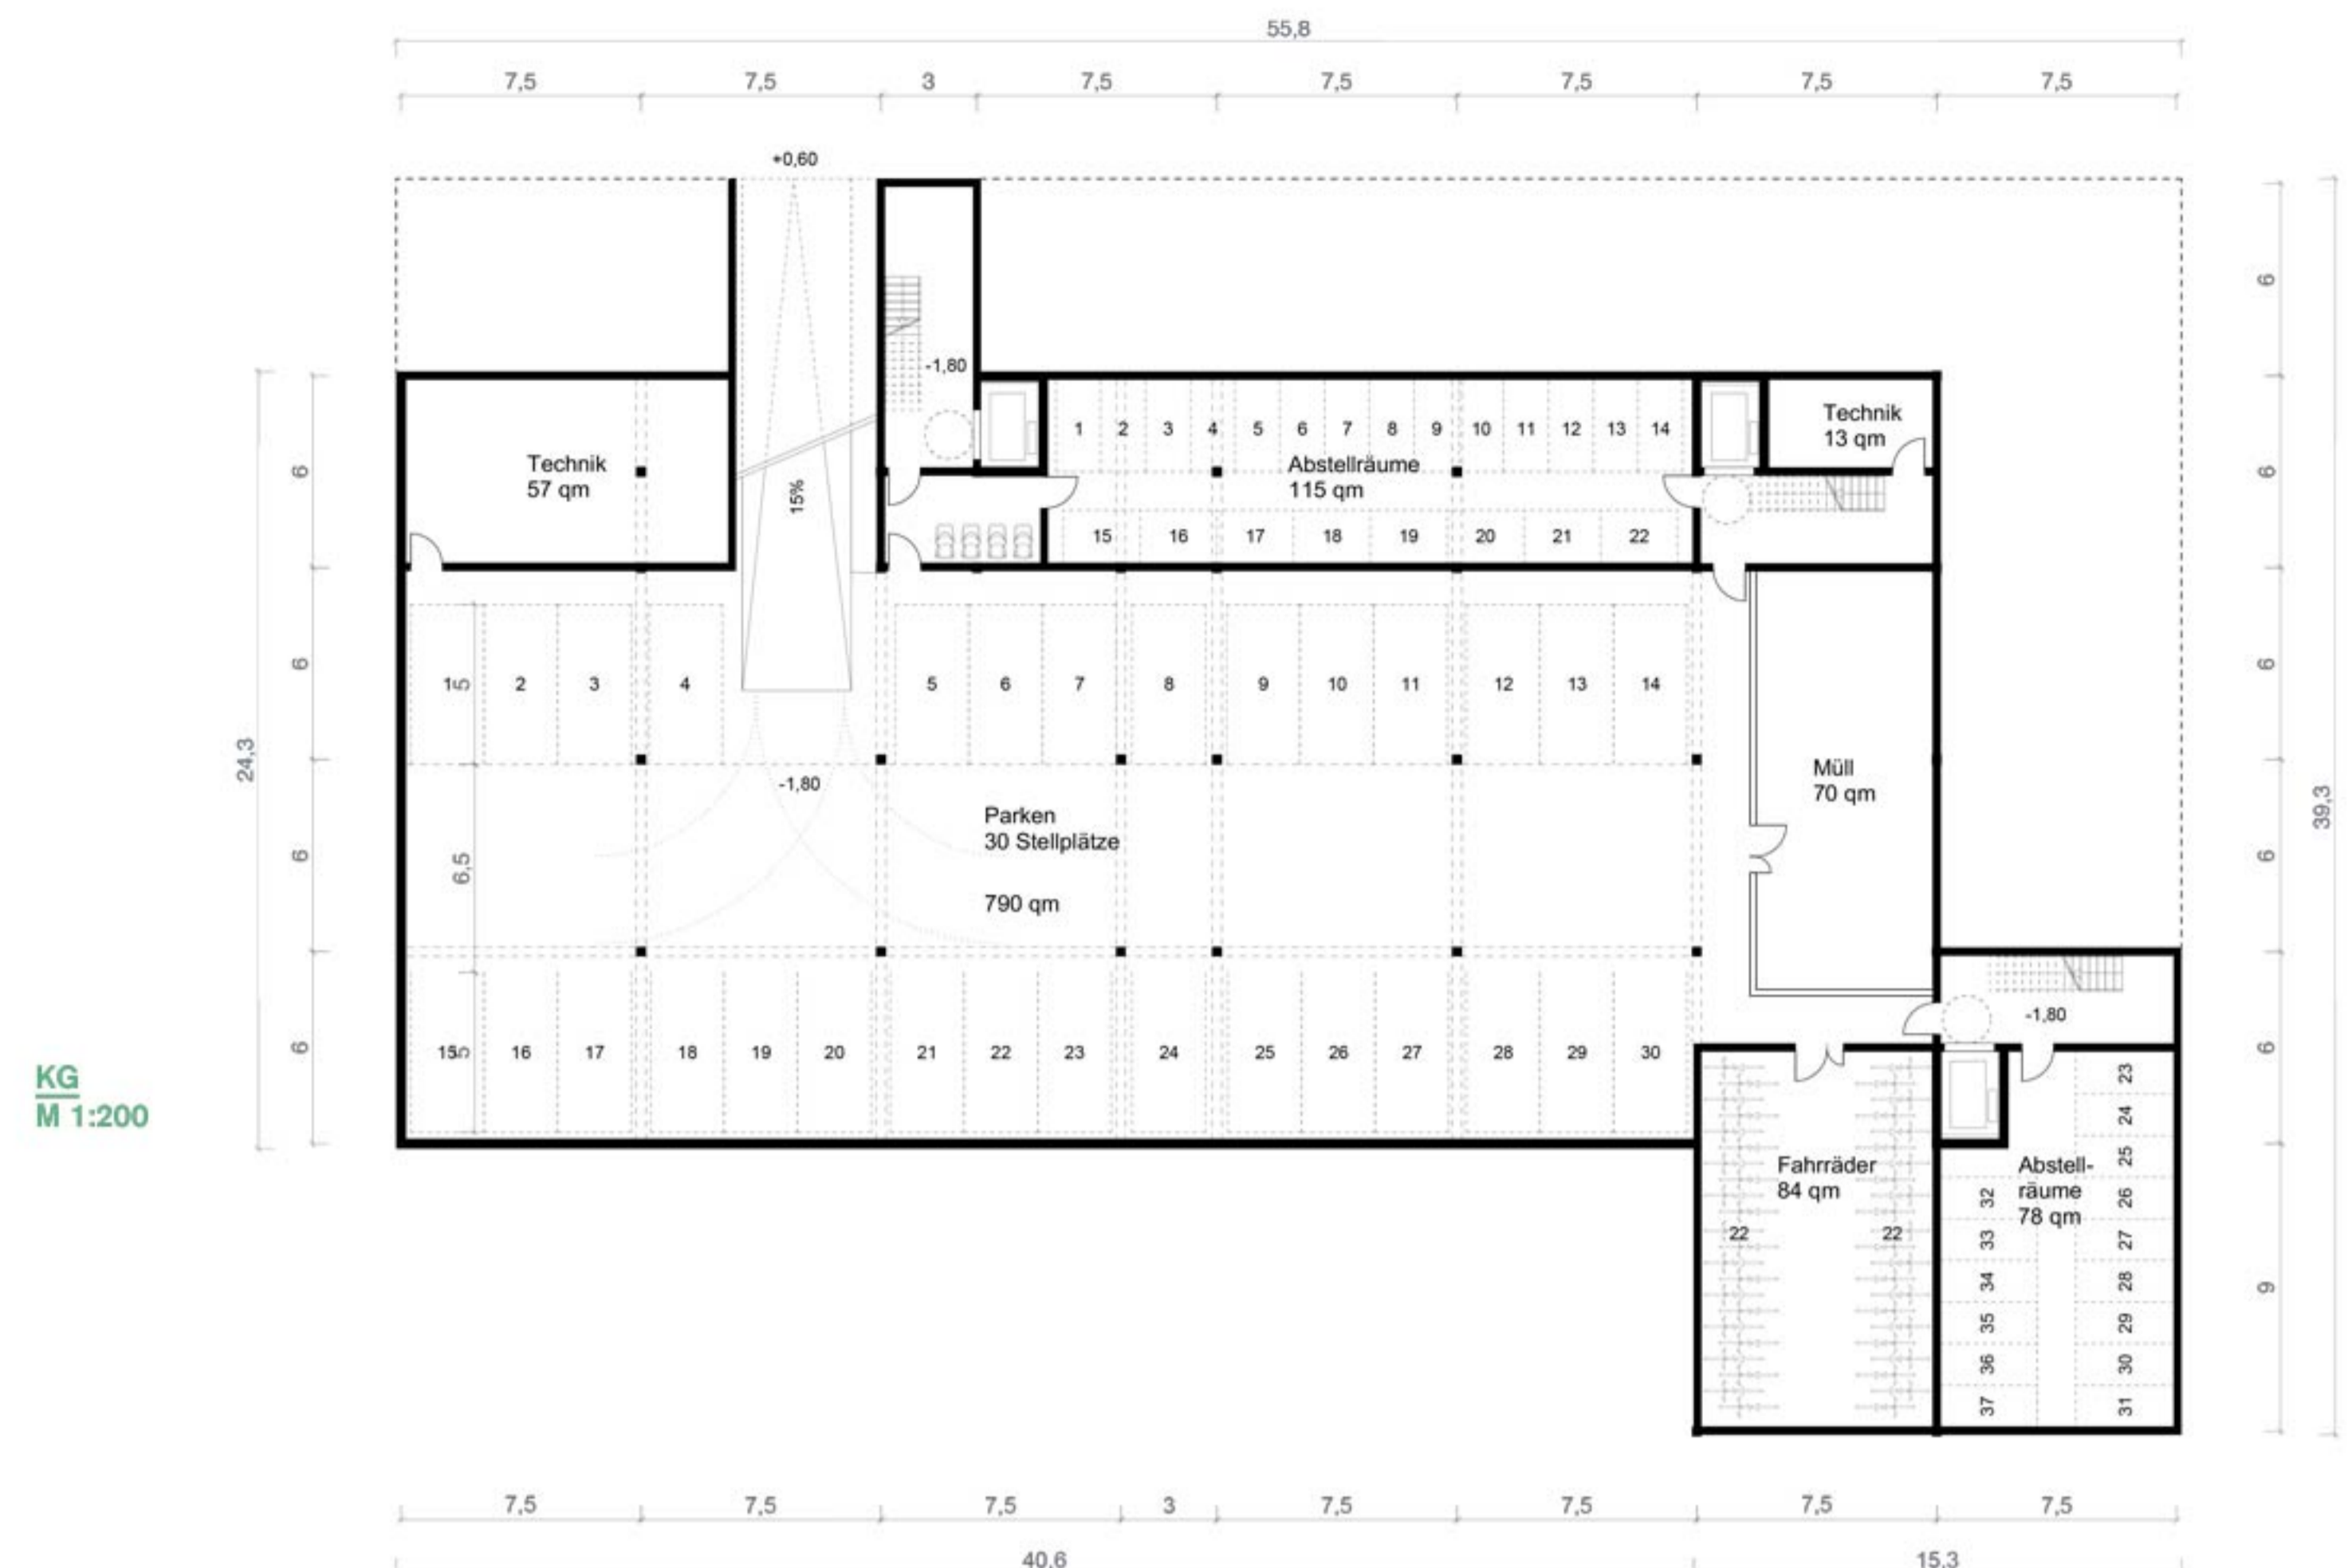 55,8
7,5 7,5 3 7,5 7,5 7,5 7,5 7,5
+0,60
6 6
-1,80
1 2 3 4 5 6 7 8 9 10 11 12 13 14
Technik
13 qm
Technik
57 qm
15%
Abstellräume
115 qm
6 6
15 16 17 18 19 20 21 22
1 5 2 3 4 5 6 7 8 9 10 11 12 13 14
6 6
24,3
-1,80
Müll
70 qm
39,3
Parken
30 Stellplätze
790 qm
6 6,5 6
-1,80
15 5 16 17 18 19 20 21 22 23 24 25 26 27 28 29 30
6 6
KG
M 1:200
Fahrräder
84 qm
22 22
Abstell-
räume
78 qm
23
24
25
26
27
28
29
30
31
32
33
34
35
36
37
9
7,5 7,5 7,5 3 7,5 7,5 7,5 7,5
40,6 15,3